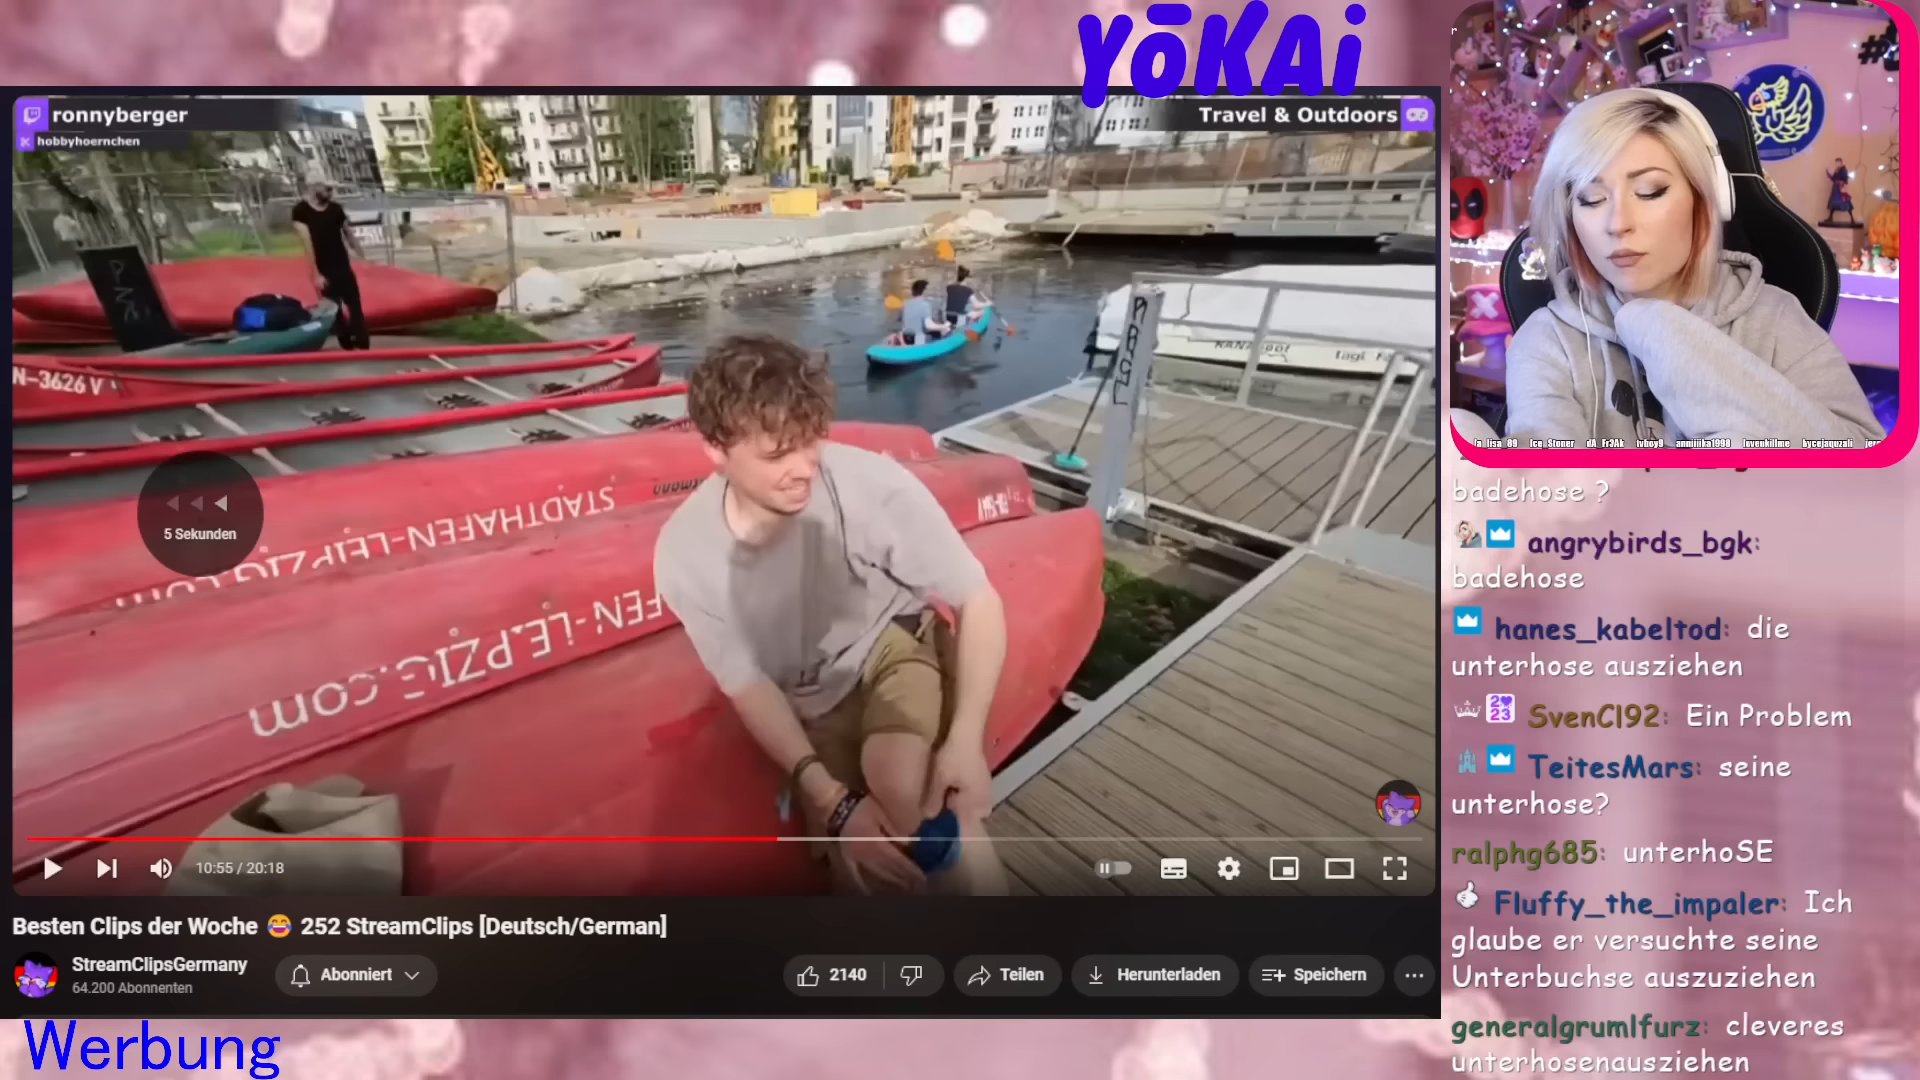 YōKAi
ronnyberger
hobbyhoernchen
Travel & Outdoors
N-3626 V
STADTHAFEN-LEIPZIG.com
FEN-LEIPZIG.com
5 Sekunden
10:55 / 20:18
Besten Clips der Woche 😂 252 StreamClips [Deutsch/German]
StreamClipsGermany
64.200 Abonnenten
Abonniert
2140
Teilen
Herunterladen
Speichern
Werbung
badehose ?
angrybirds_bgk:
badehose
hanes_kabeltod: die
unterhose ausziehen
SvenCl92: Ein Problem
TeitesMars: seine
unterhose?
ralphg685: unterhoSE
Fluffy_the_impaler: Ich
glaube er versuchte seine
Unterbuchse auszuziehen
generalgrumlfurz: cleveres
unterhosenausziehen